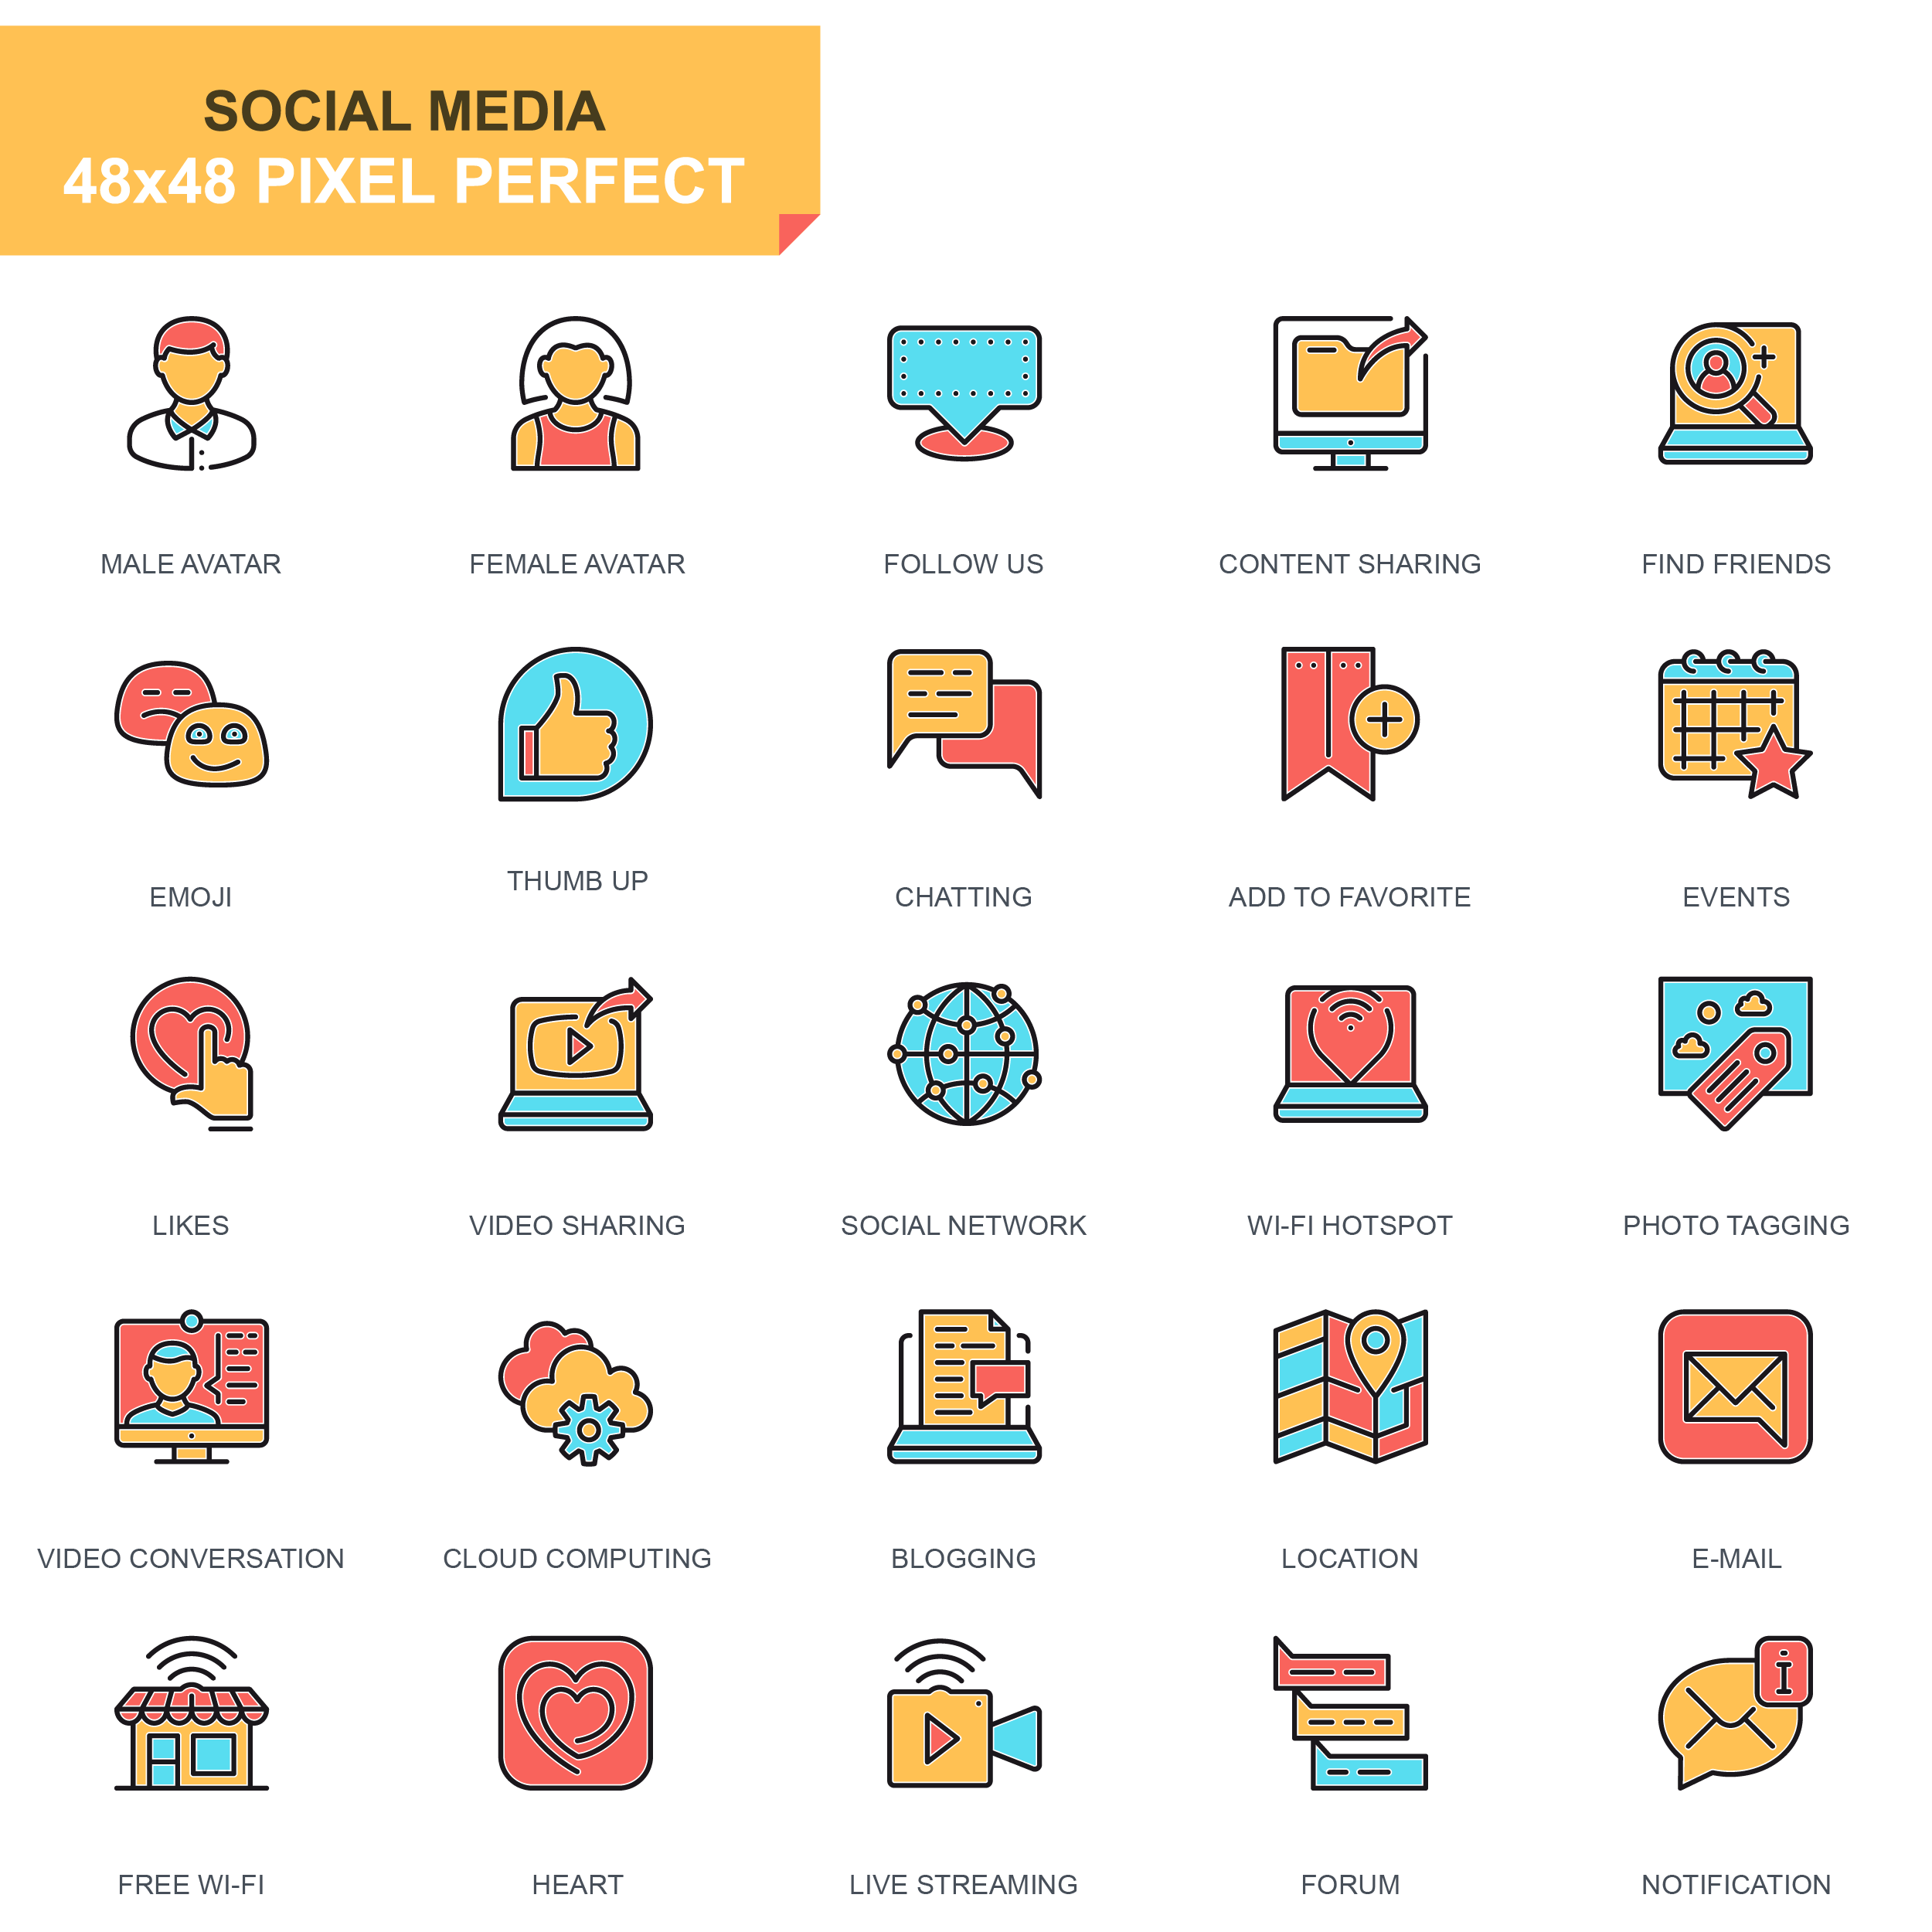 SOCIAL MEDIA
48x48 PIXEL PERFECT
MALE AVATAR
FEMALE AVATAR
FOLLOW US
CONTENT SHARING
FIND FRIENDS
EMOJI
THUMB UP
CHATTING
ADD TO FAVORITE
EVENTS
LIKES
VIDEO SHARING
SOCIAL NETWORK
WI-FI HOTSPOT
PHOTO TAGGING
VIDEO CONVERSATION
CLOUD COMPUTING
BLOGGING
LOCATION
E-MAIL
FREE WI-FI
HEART
LIVE STREAMING
FORUM
NOTIFICATION